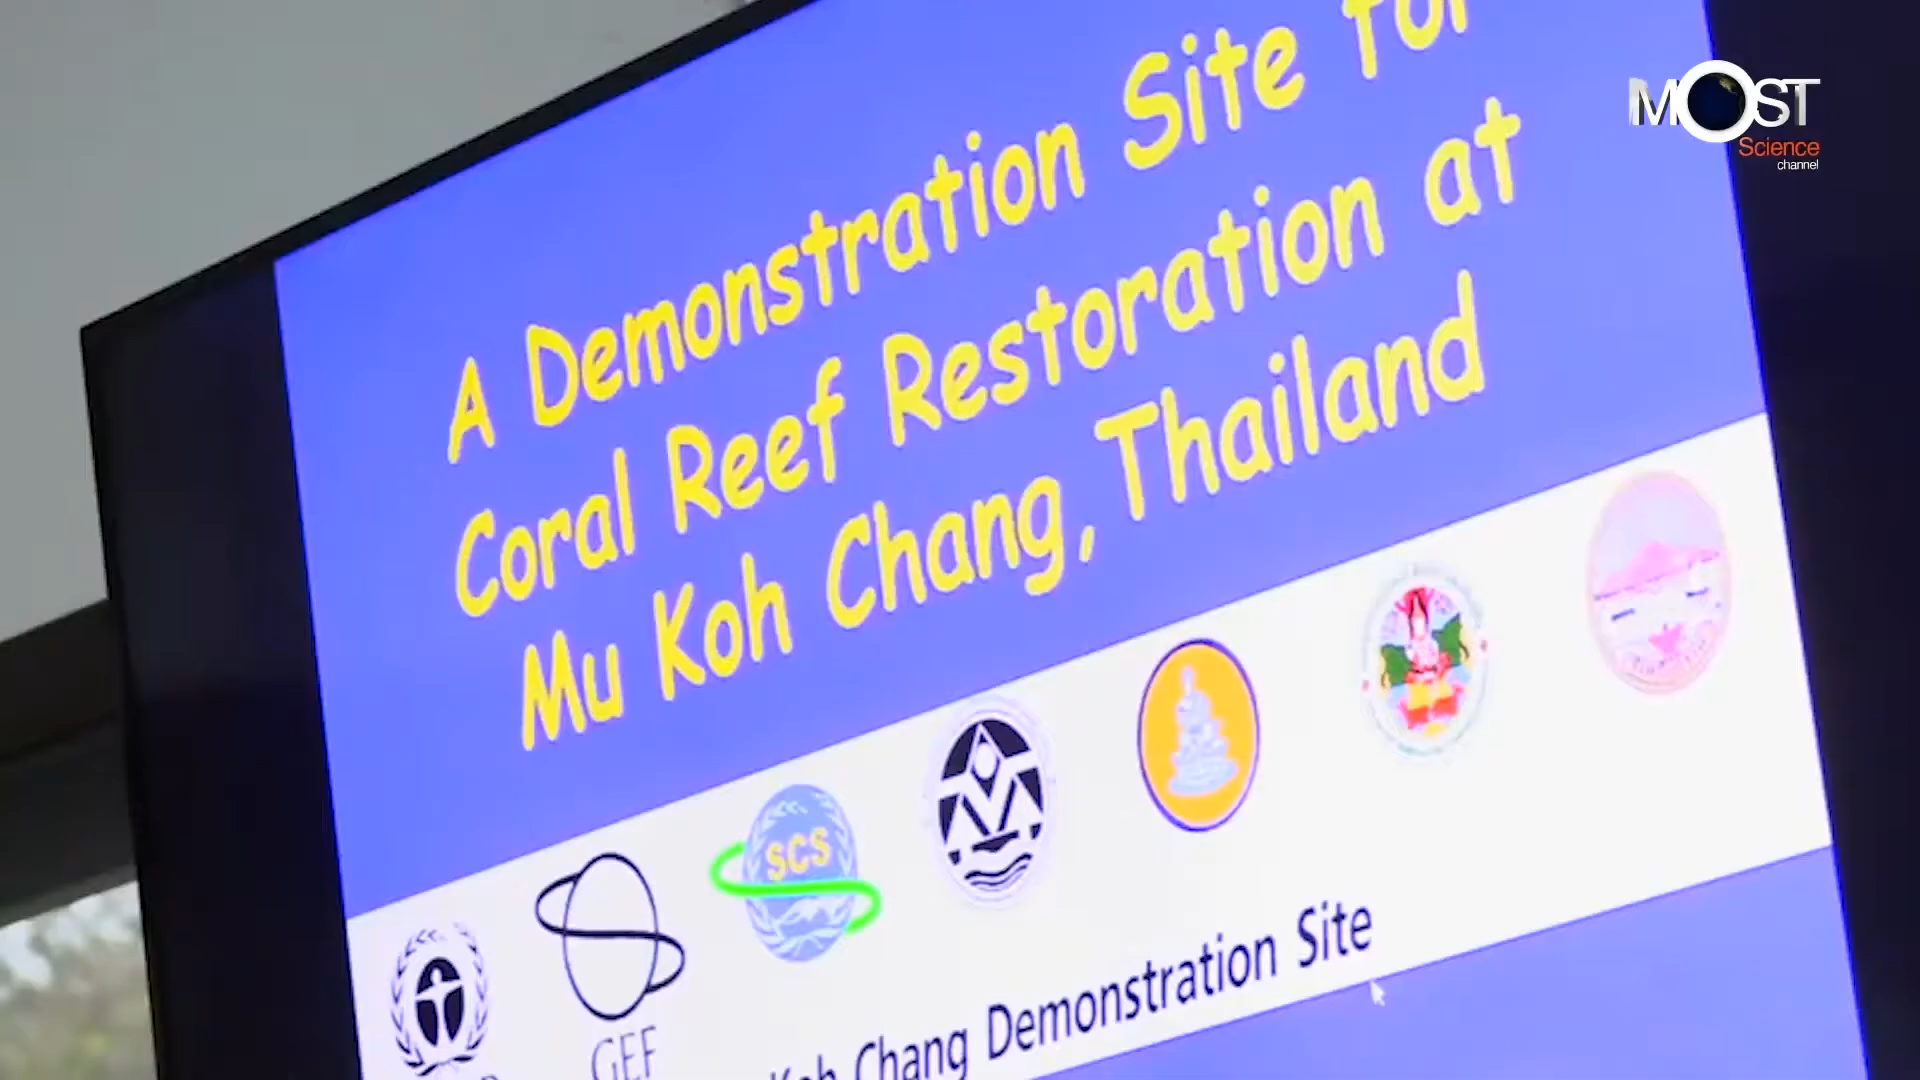 MOST
Science
channel
A Demonstration Site for
Coral Reef Restoration at
Mu Koh Chang, Thailand
SCS
GEF
Koh Chang Demonstration Site